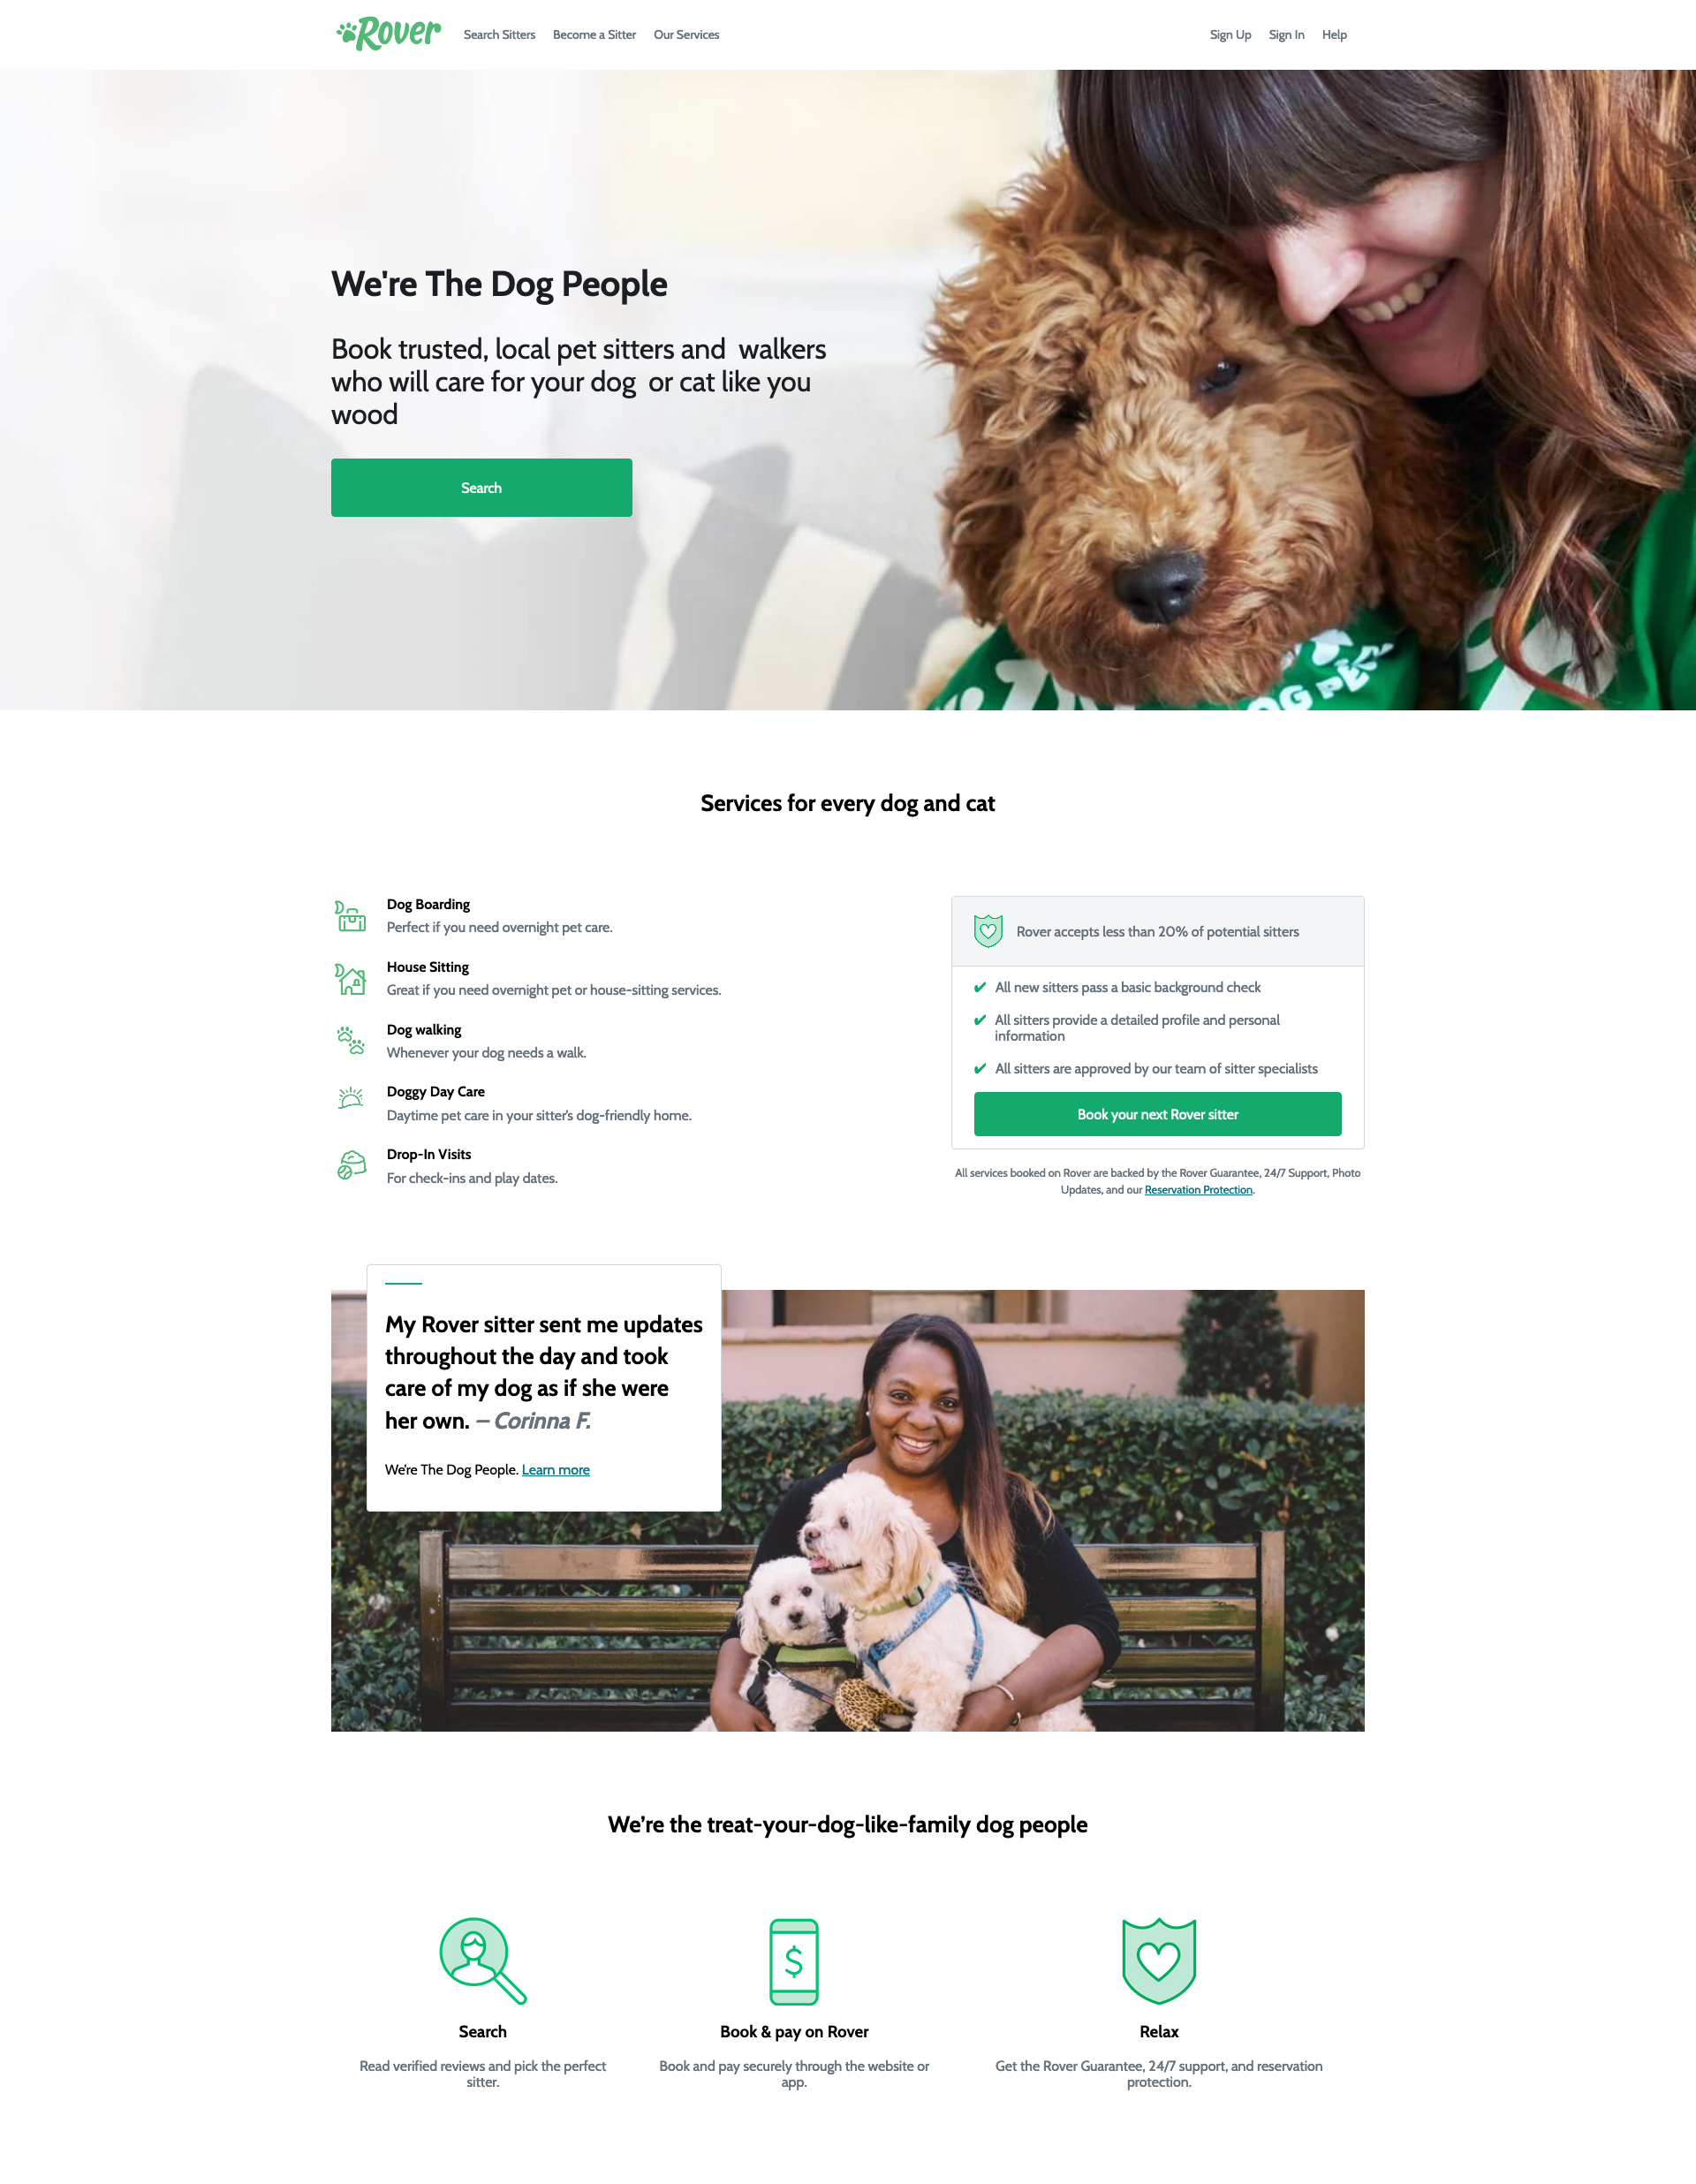 Rover
Search Sitters
Become a Sitter
Our Services
Sign Up
Sign In
Help
We're The Dog People
Book trusted, local pet sitters and  walkers
who will care for your dog  or cat like you
wood
Search
Services for every dog and cat
Dog Boarding
Perfect if you need overnight pet care.
House Sitting
Great if you need overnight pet or house-sitting services.
Dog walking
Whenever your dog needs a walk.
Doggy Day Care
Daytime pet care in your sitter's dog-friendly home.
Drop-In Visits
For check-ins and play dates.
Rover accepts less than 20% of potential sitters
✔ All new sitters pass a basic background check
✔ All sitters provide a detailed profile and personal
information
✔ All sitters are approved by our team of sitter specialists
Book your next Rover sitter
All services booked on Rover are backed by the Rover Guarantee, 24/7 Support, Photo
Updates, and our Reservation Protection.
My Rover sitter sent me updates
throughout the day and took
care of my dog as if she were
her own. – Corinna F.
We’re The Dog People. Learn more
We’re the treat-your-dog-like-family dog people
$
Search
Read verified reviews and pick the perfect
sitter.
Book & pay on Rover
Book and pay securely through the website or
app.
Relax
Get the Rover Guarantee, 24/7 support, and reservation
protection.